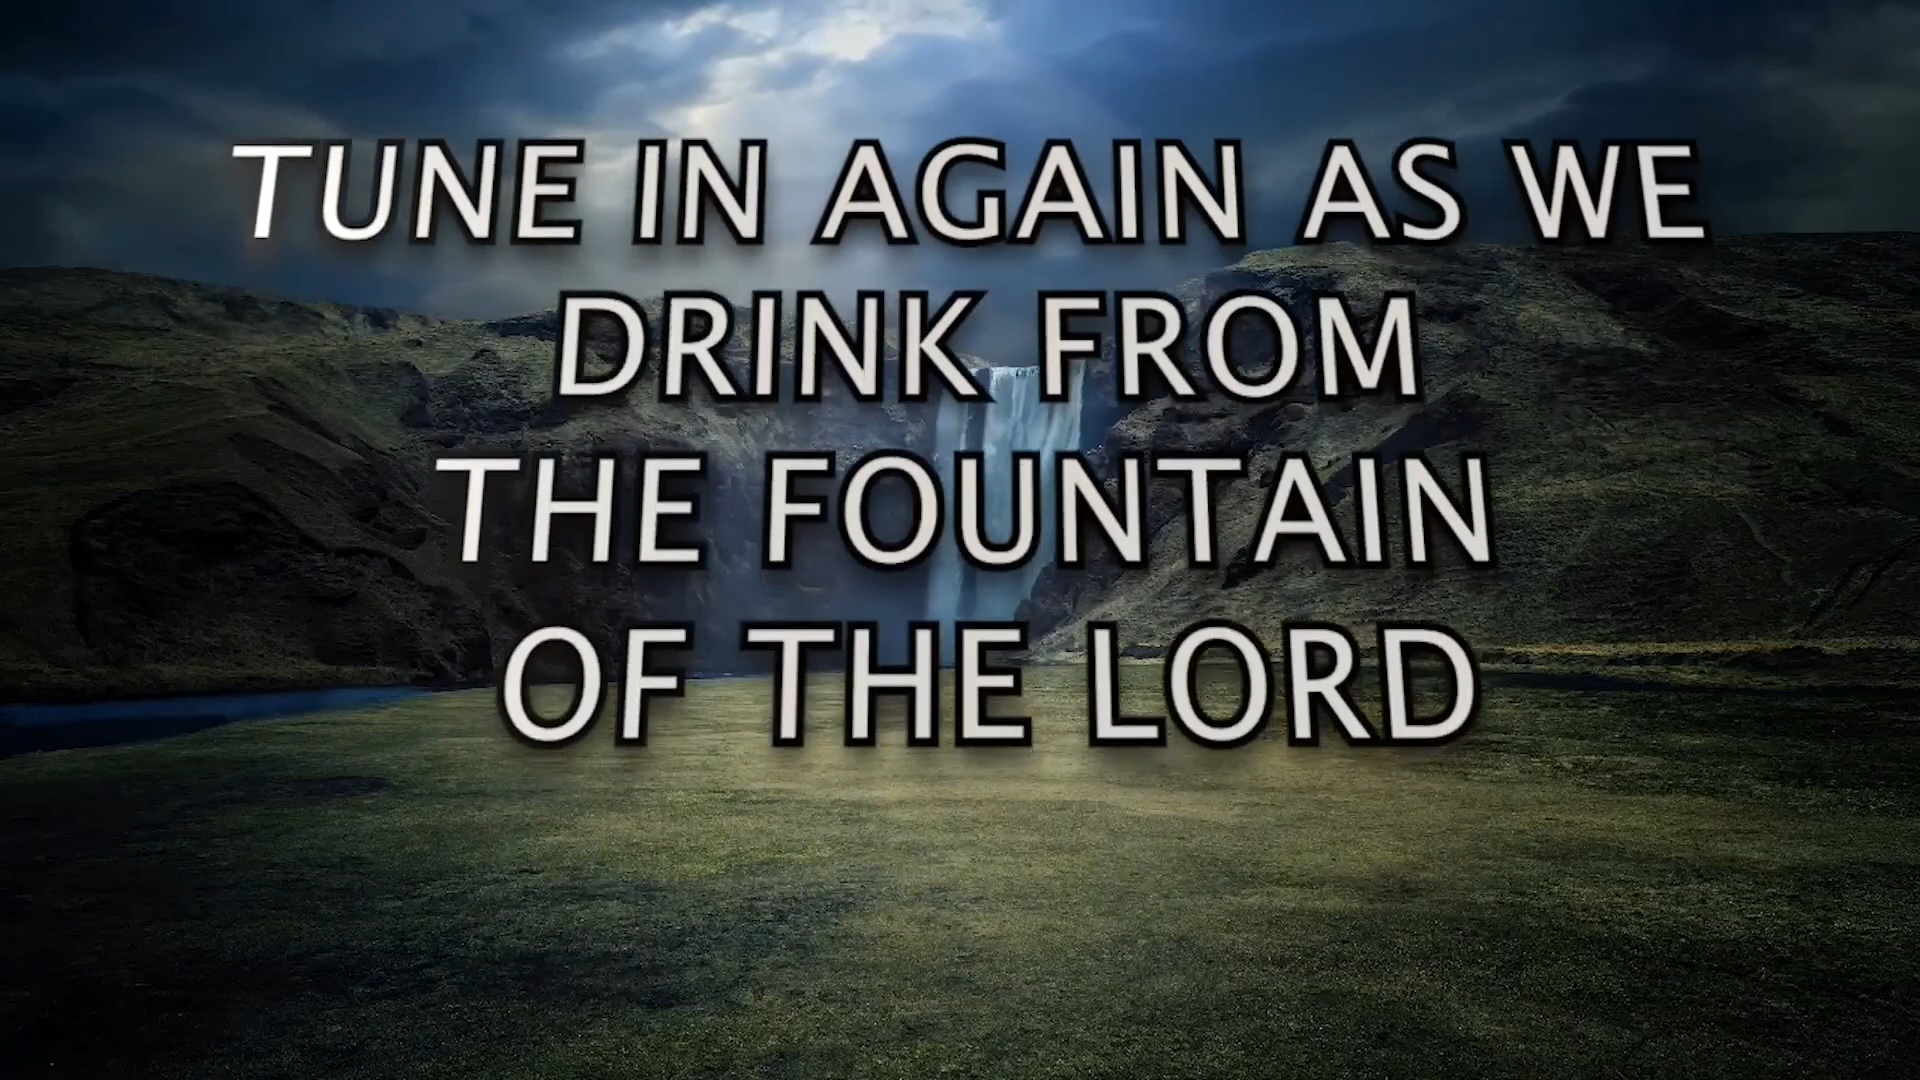 TUNE IN AGAIN AS WE
DRINK FROM
THE FOUNTAIN
OF THE LORD